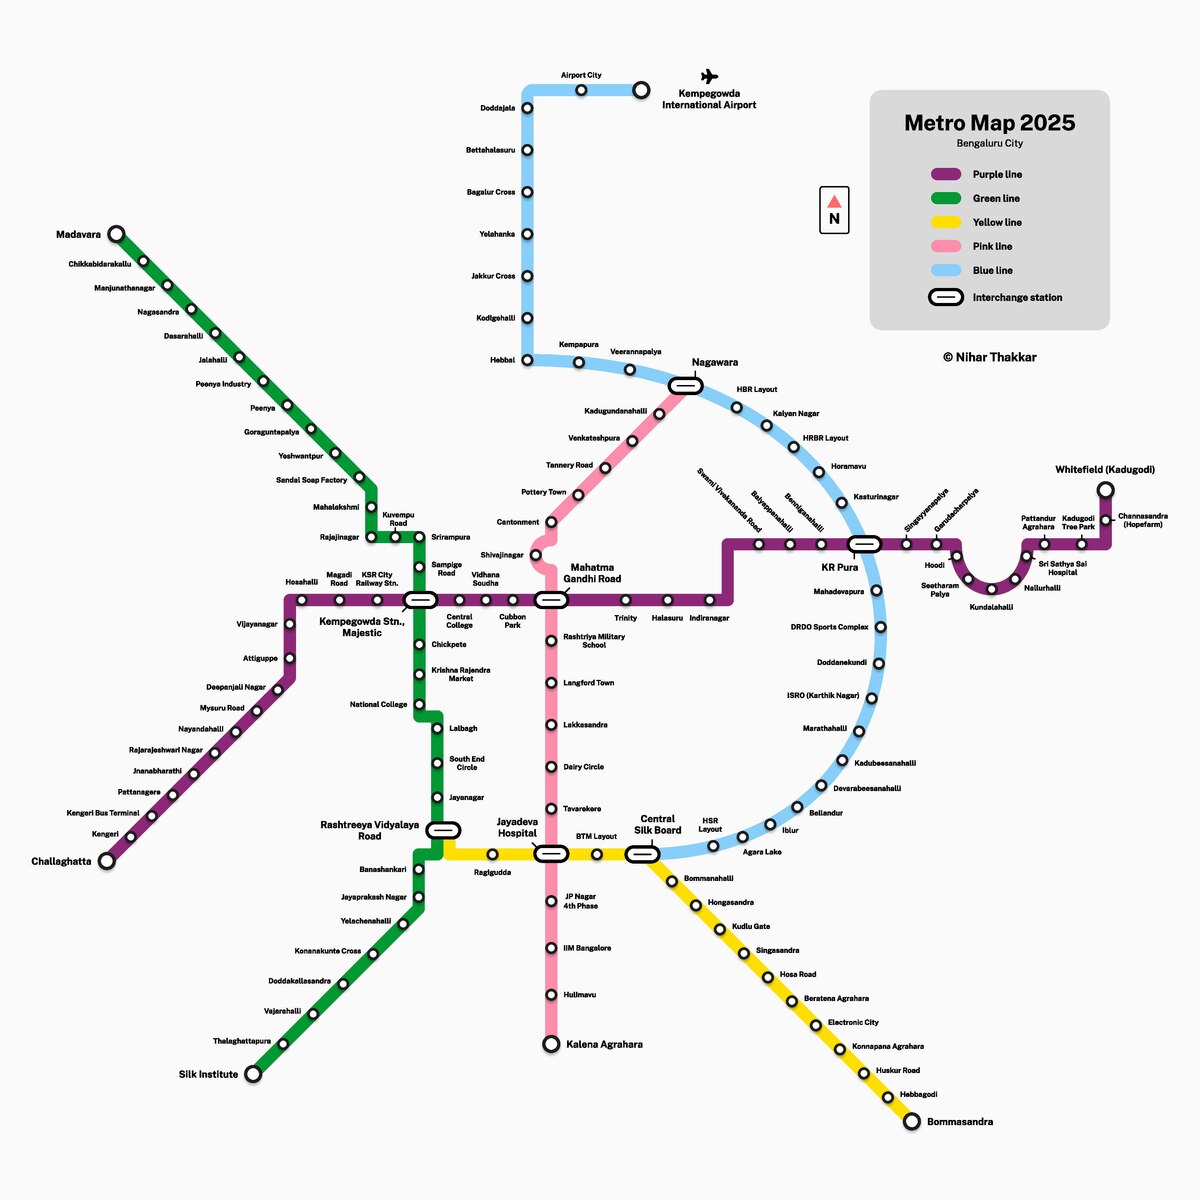 Metro Map 2025
Bengaluru City
Purple line
Green line
Yellow line
Pink line
Blue line
Interchange station
N
© Nihar Thakkar
Airport City
Kempegowda
International Airport
Doddajala
Bettahalasuru
Bagalur Cross
Yelahanka
Jakkur Cross
Kodigehalli
Hebbal
Kempapura
Veerannapalya
Nagawara
HBR Layout
Kalyan Nagar
HRBR Layout
Horamavu
Kasturinagar
KR Pura
Mahadevapura
DRDO Sports Complex
Doddanekundi
ISRO (Karthik Nagar)
Marathahalli
Kadubeesanahalli
Devarabeesanahalli
Bellandur
Iblur
Agara Lake
HSR
Layout
Central
Silk Board
Madavara
Chikkabidarakallu
Manjunathanagar
Nagasandra
Dasarahalli
Jalahalli
Peenya Industry
Peenya
Goraguntepalya
Yeshwantpur
Sandal Soap Factory
Mahalakshmi
Rajajinagar
Kuvempu
Road
Srirampura
Sampige
Road
Kempegowda Stn.,
Majestic
Chickpete
Krishna Rajendra
Market
National College
Lalbagh
South End
Circle
Jayanagar
Rashtreeya Vidyalaya
Road
Banashankari
Jayaprakash Nagar
Yelachenahalli
Konanakunte Cross
Doddakallasandra
Vajarahalli
Thalaghattapura
Silk Institute
Kadugundanahalli
Venkateshpura
Tannery Road
Pottery Town
Cantonment
Shivajinagar
Mahatma
Gandhi Road
Rashtriya Military
School
Langford Town
Lakkasandra
Dairy Circle
Tavarekere
Jayadeva
Hospital
JP Nagar
4th Phase
IIM Bangalore
Hulimavu
Kalena Agrahara
Whitefield (Kadugodi)
Channasandra
(Hopefarm)
Kadugodi
Tree Park
Pattandur
Agrahara
Sri Sathya Sai
Hospital
Nallurhalli
Kundalahalli
Seetharam
Palya
Hoodi
Garudacharpalya
Singayyanapalya
Benniganahalli
Baiyappanahalli
Swami Vivekananda Road
Indiranagar
Halasuru
Trinity
Cubbon
Park
Vidhana
Soudha
Central
College
KSR City
Railway Stn.
Magadi
Road
Hosahalli
Vijayanagar
Attiguppe
Deepanjali Nagar
Mysuru Road
Nayandahalli
Rajarajeshwari Nagar
Jnanabharathi
Pattanagere
Kengeri Bus Terminal
Kengeri
Challaghatta
Ragigudda
BTM Layout
Bommanahalli
Hongasandra
Kudlu Gate
Singasandra
Hosa Road
Beratena Agrahara
Electronic City
Konnapana Agrahara
Huskur Road
Hebbagodi
Bommasandra